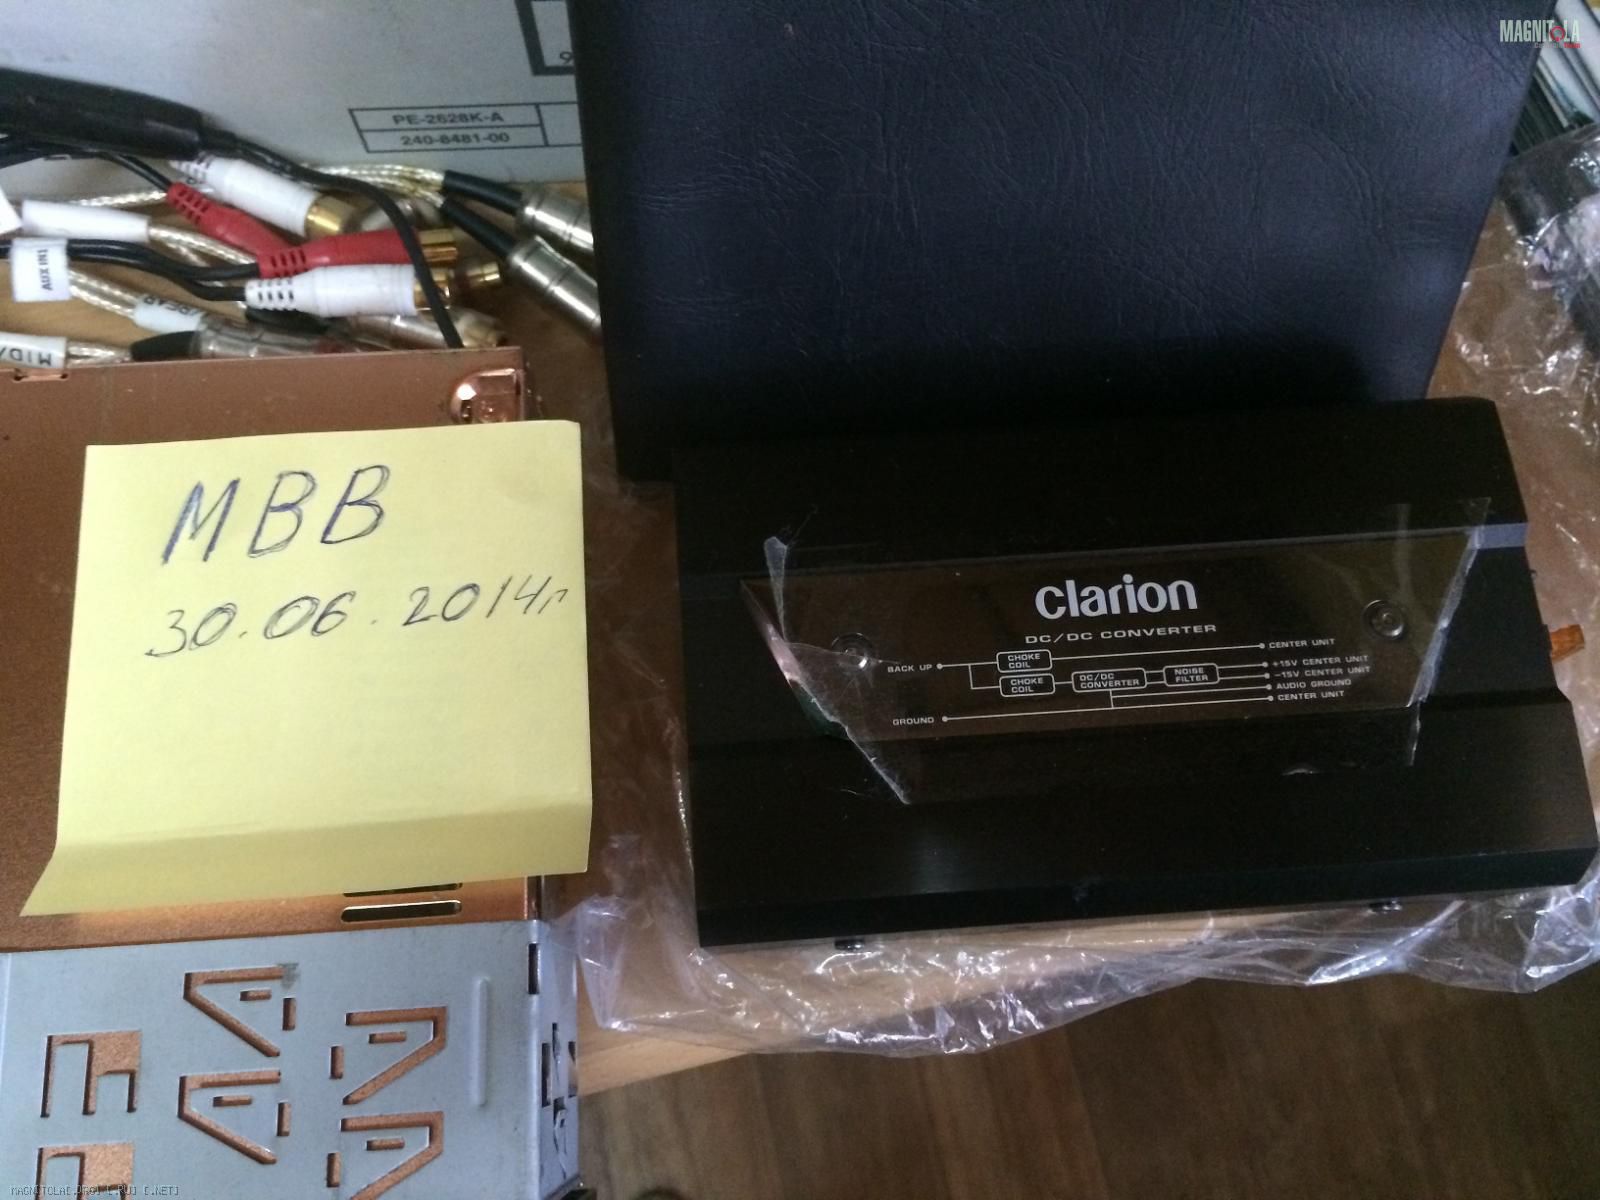 MAGNITOLA
PE-2628K-A
240-8481-00
AUX IN1
MID/
MBB
30.06.2014г
clarion
DC/DC CONVERTER
BACK UP
CHOKE COIL
CENTER UNIT
CHOKE COIL
DC/DC CONVERTER
NOISE FILTER
+15V CENTER UNIT
-15V CENTER UNIT
AUDIO GROUND
GROUND
CENTER UNIT